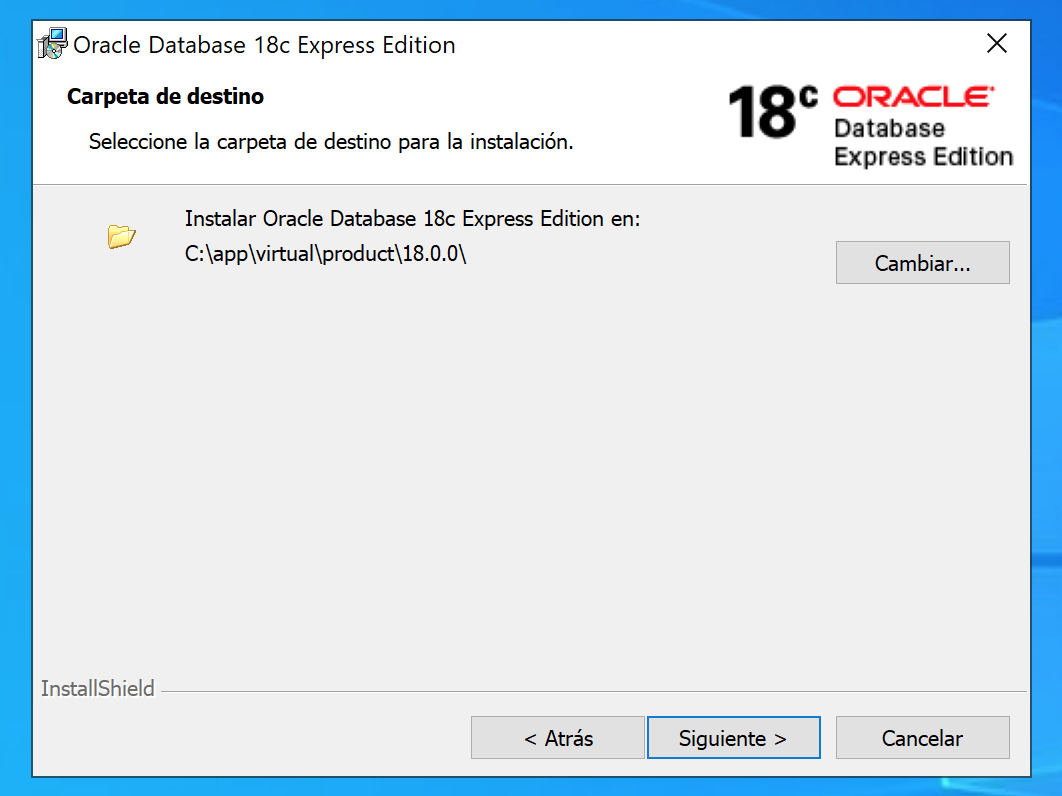 Oracle Database 18c Express Edition
Carpeta de destino
Seleccione la carpeta de destino para la instalación.
18c ORACLE
Database
Express Edition
Instalar Oracle Database 18c Express Edition en:
C:\app\virtual\product\18.0.0\
Cambiar...
InstallShield
< Atrás
Siguiente >
Cancelar